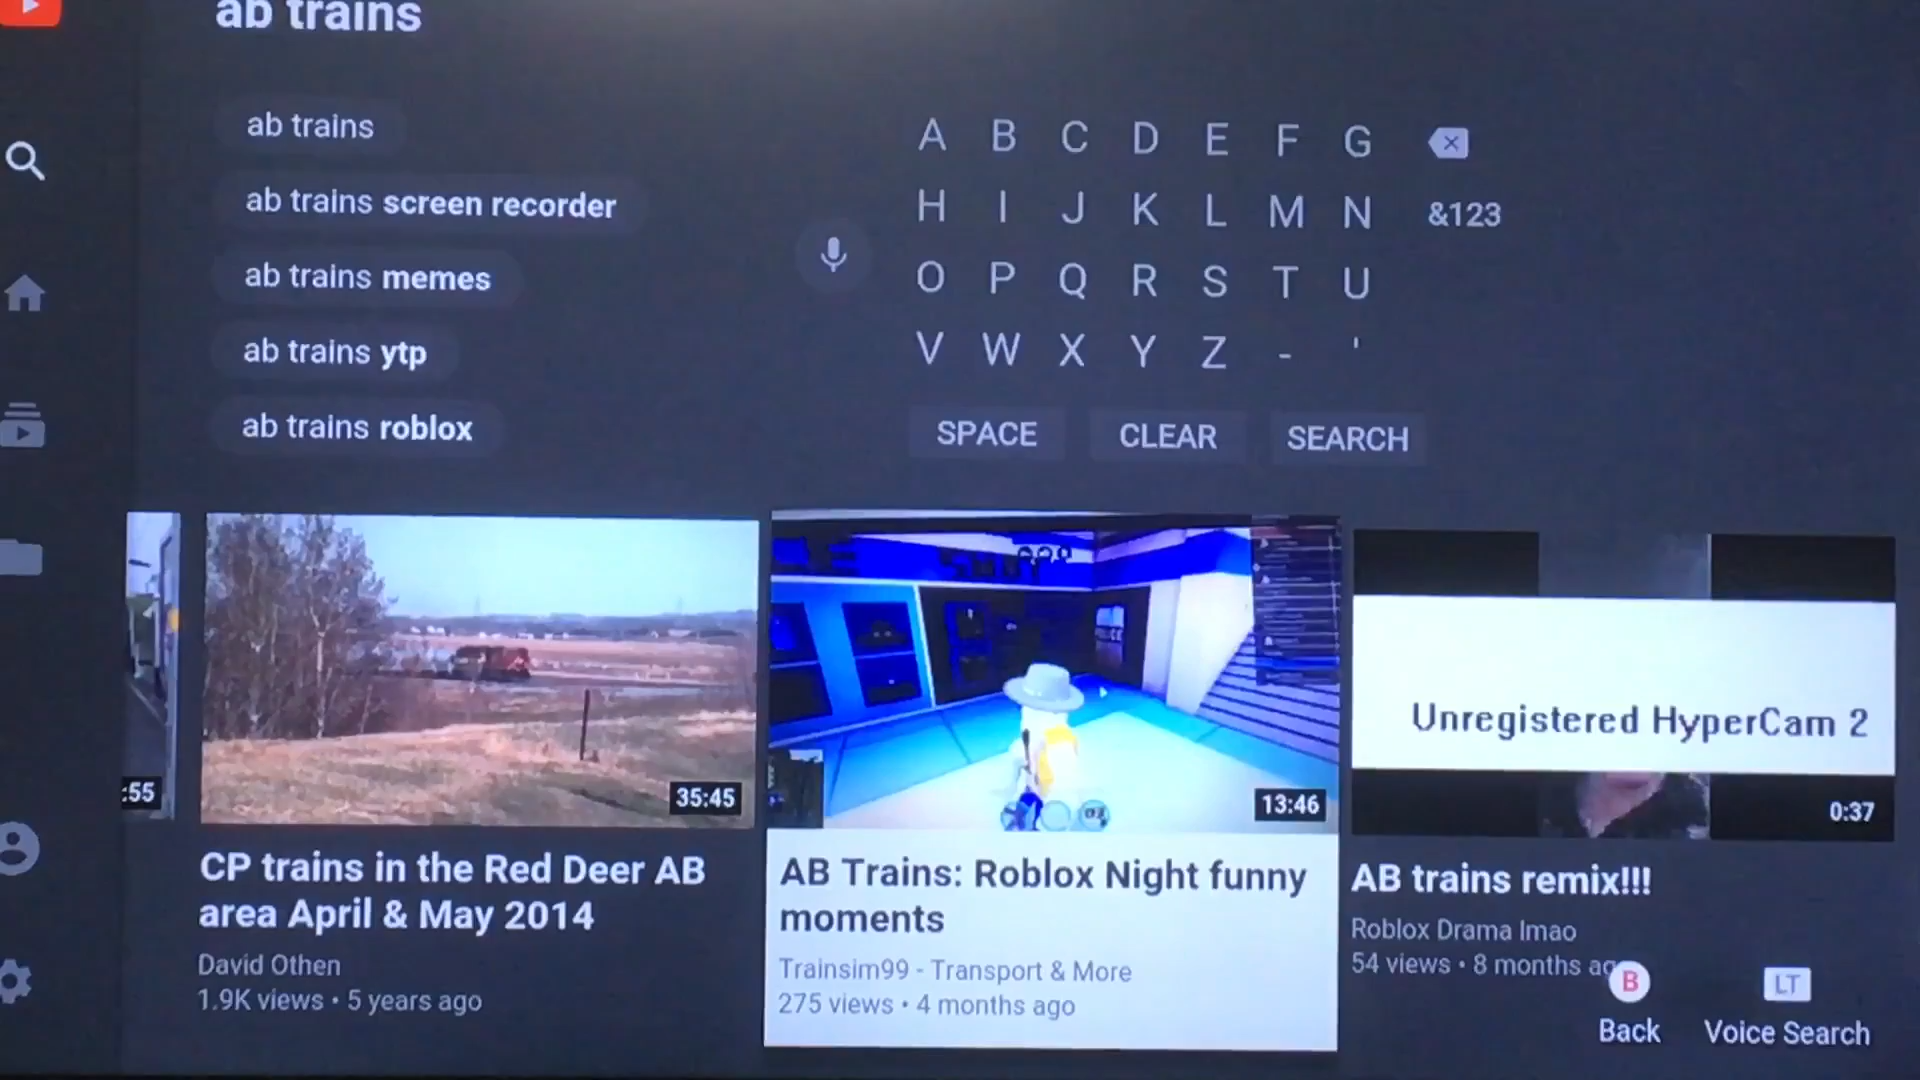 ab trains
ab trains
ab trains screen recorder
ab trains memes
ab trains ytp
ab trains roblox
A B C D E F G
H I J K L M N &123
O P Q R S T U
V W X Y Z - '
SPACE CLEAR SEARCH
:55
35:45
POLICE
13:46
Unregistered HyperCam 2
0:37
CP trains in the Red Deer AB
area April & May 2014
David Othen
1.9K views • 5 years ago
AB Trains: Roblox Night funny
moments
Trainsim99 - Transport & More
275 views • 4 months ago
AB trains remix!!!
Roblox Drama lmao
54 views • 8 months ag
B
Back
LT
Voice Search